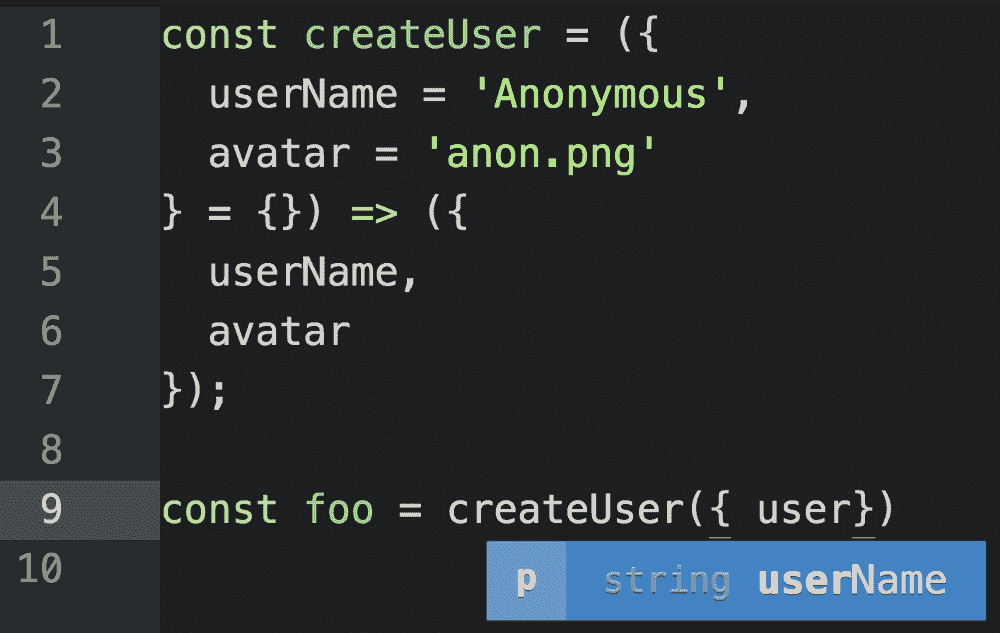 1 const createUser = ({
2   userName = 'Anonymous',
3   avatar = 'anon.png'
4 } = {}) => ({
5   userName,
6   avatar
7 });
8
9 const foo = createUser({ user})
10
p string userName